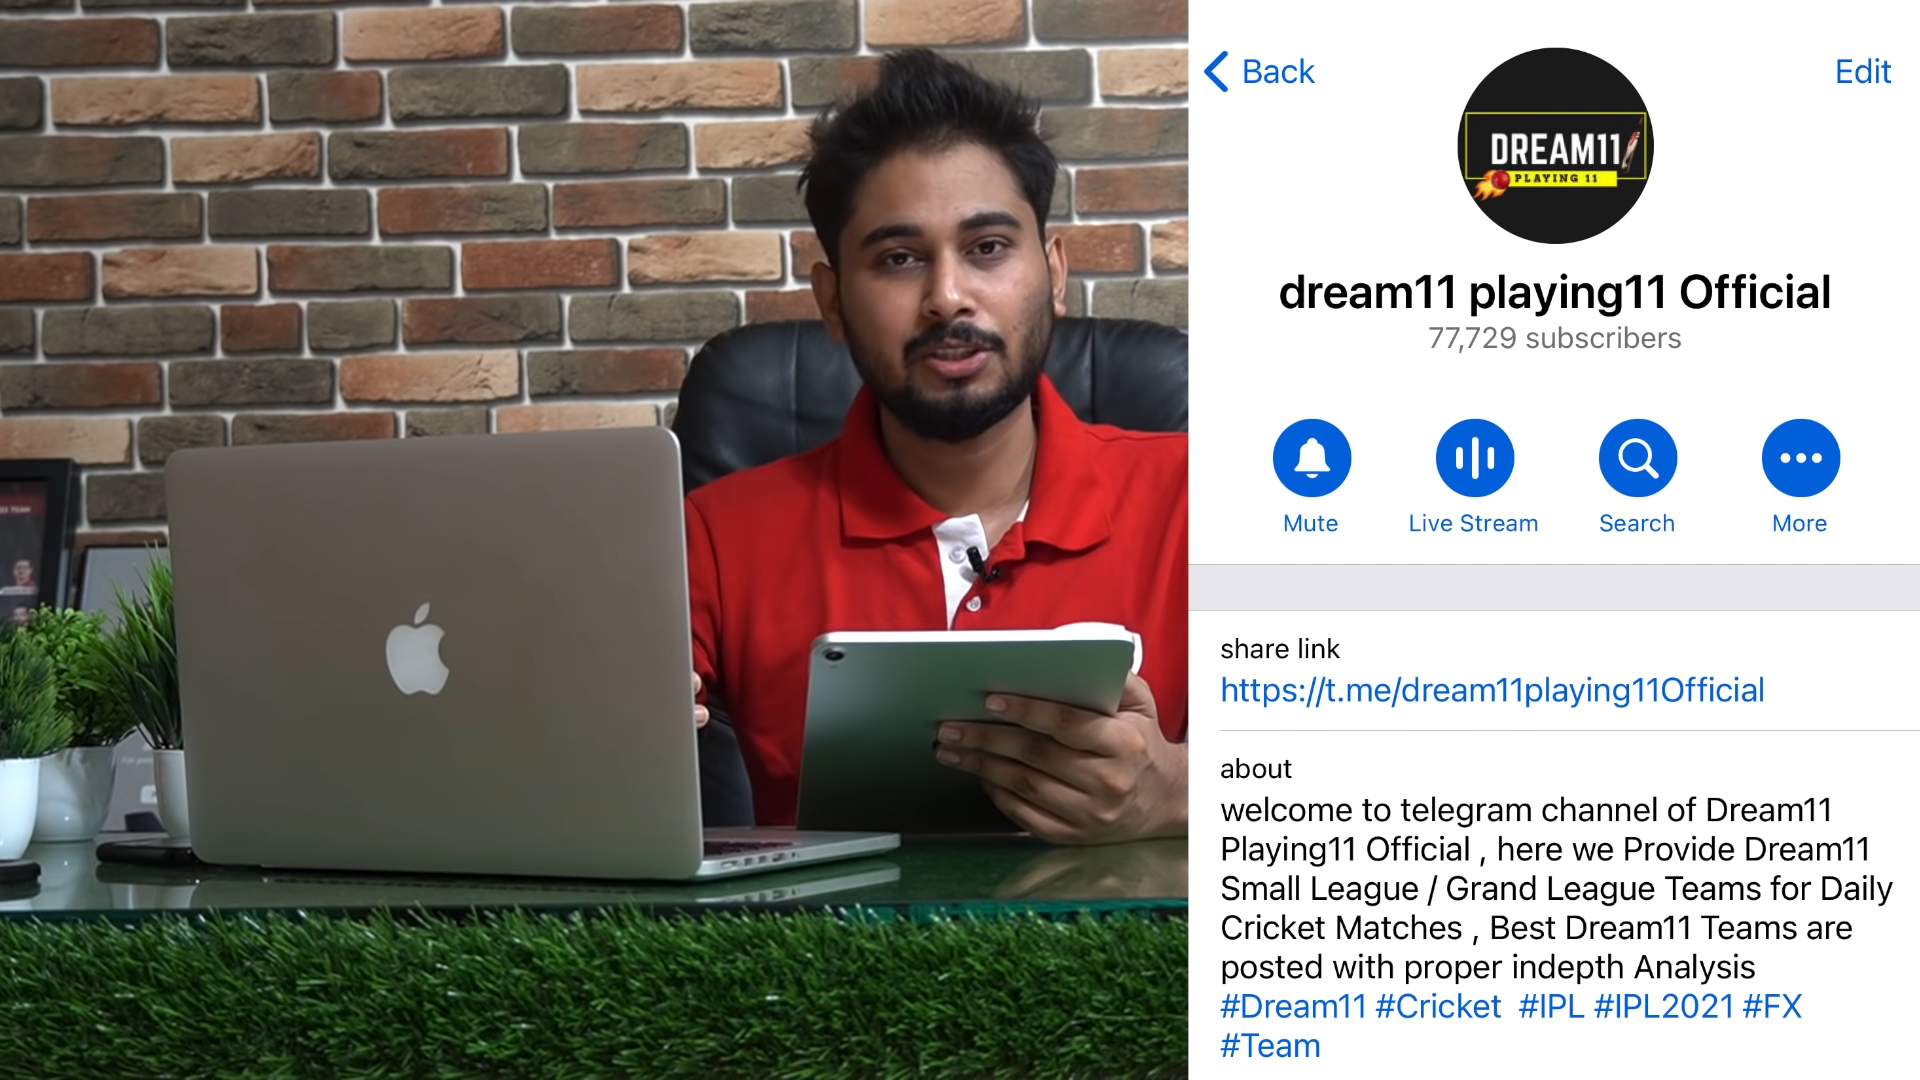 SS TEAM
Back
Edit
DREAM11
PLAYING 11
dream11 playing11 Official
77,729 subscribers
Mute
Live Stream
Search
More
share link
https://t.me/dream11playing11Official
about
welcome to telegram channel of Dream11
Playing11 Official , here we Provide Dream11
Small League / Grand League Teams for Daily
Cricket Matches , Best Dream11 Teams are
posted with proper indepth Analysis
#Dream11 #Cricket #IPL #IPL2021 #FX
#Team